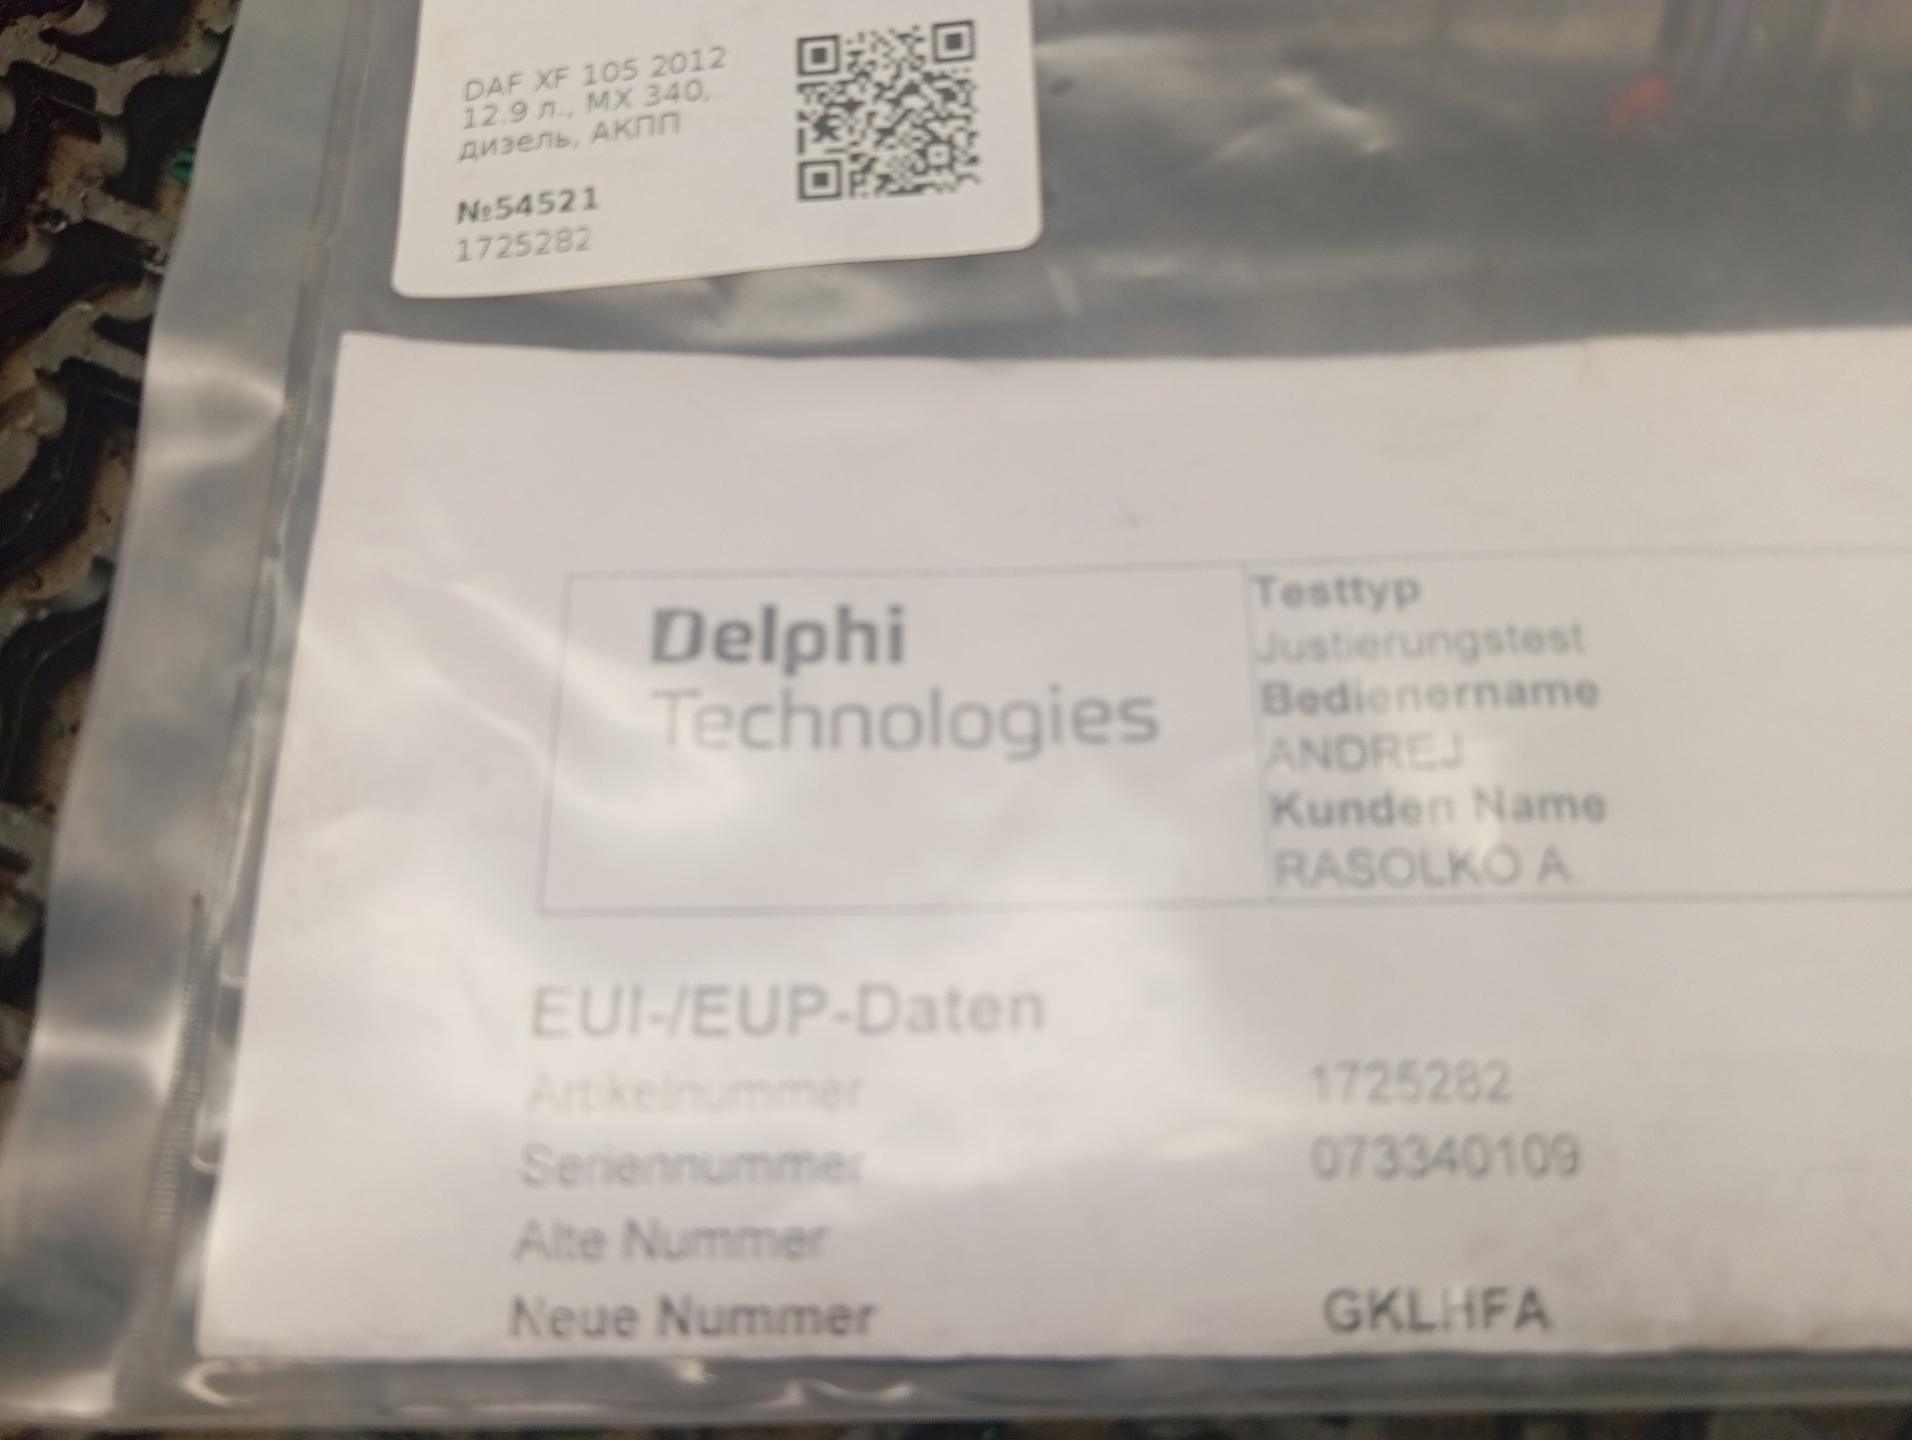 DAF XF 105 2012
12.9 л., MX 340,
дизель, АКПП
№54521
1725282
Delphi
Technologies
Testtyp
Justierungstest
Bedienername
ANDREJ
Kunden Name
RASOLKO A.
EUI-/EUP-Daten
Artikelnummer 1725282
Seriennummer 073340109
Alte Nummer
Neue Nummer GKLHFA